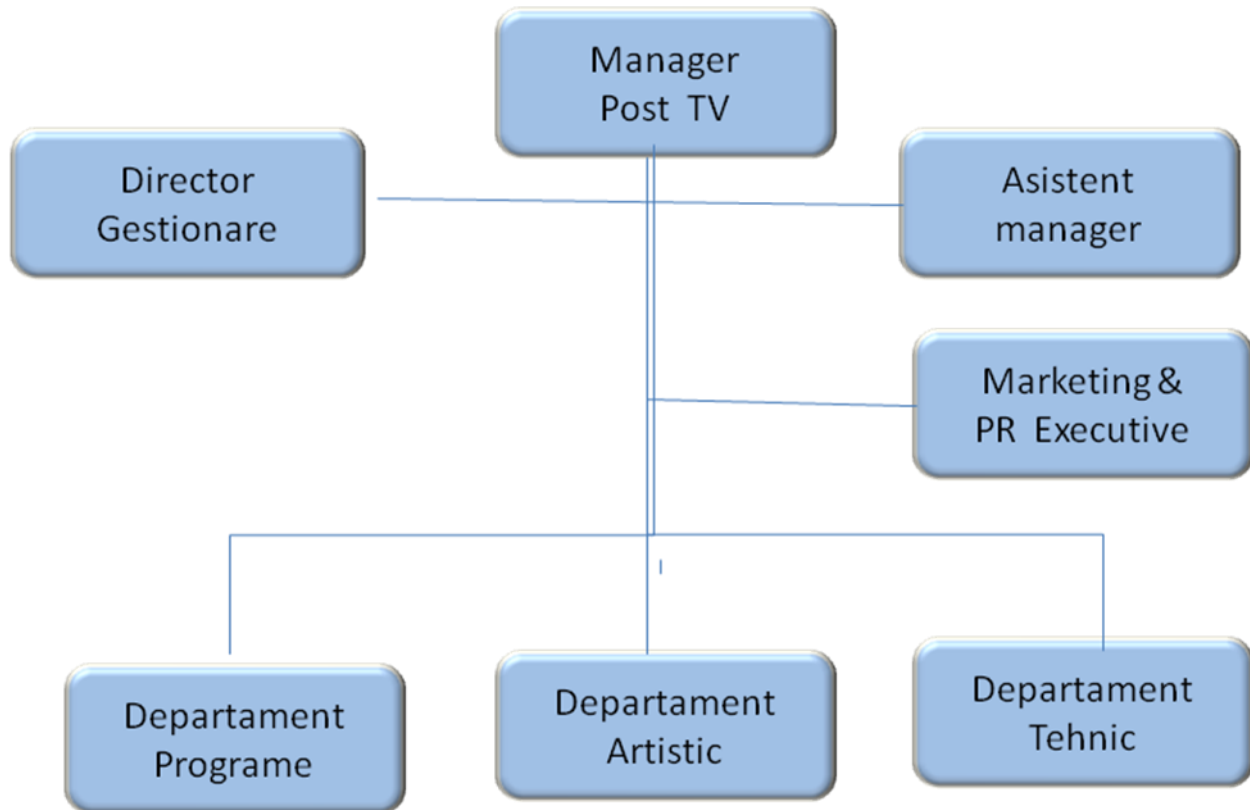 Manager
Post TV
Director
Gestionare
Asistent
manager
Marketing &
PR Executive
Departament
Programe
Departament
Artistic
Departament
Tehnic